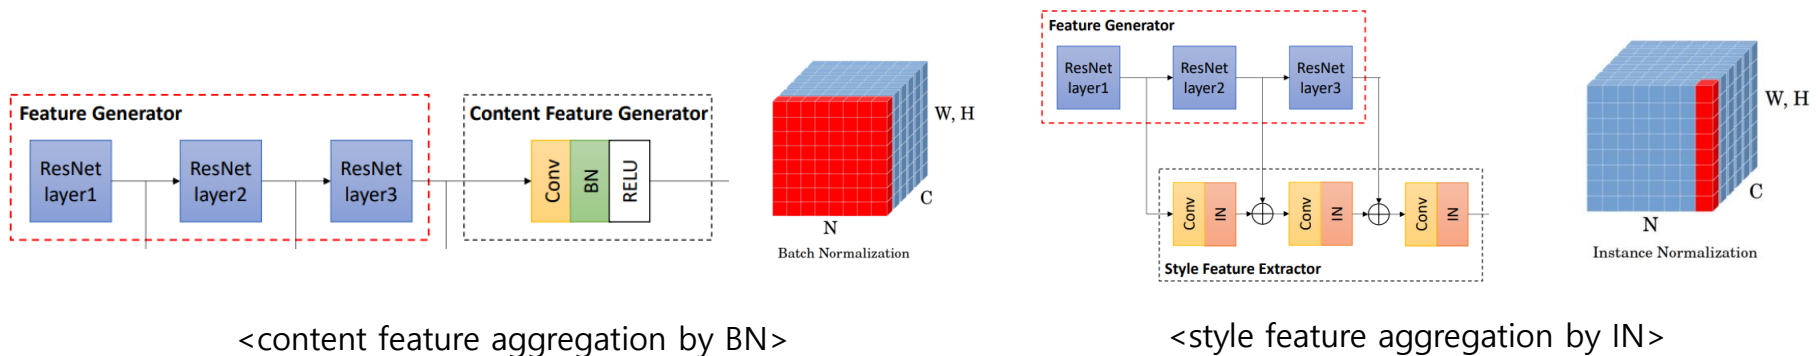 Feature Generator
ResNet
layer1
ResNet
layer2
ResNet
layer3
Content Feature Generator
Conv
BN
RELU
W, H
C
N
Batch Normalization
<content feature aggregation by BN>
Feature Generator
ResNet
layer1
ResNet
layer2
ResNet
layer3
Conv
IN
Conv
IN
Conv
IN
Style Feature Extractor
W, H
C
N
Instance Normalization
<style feature aggregation by IN>